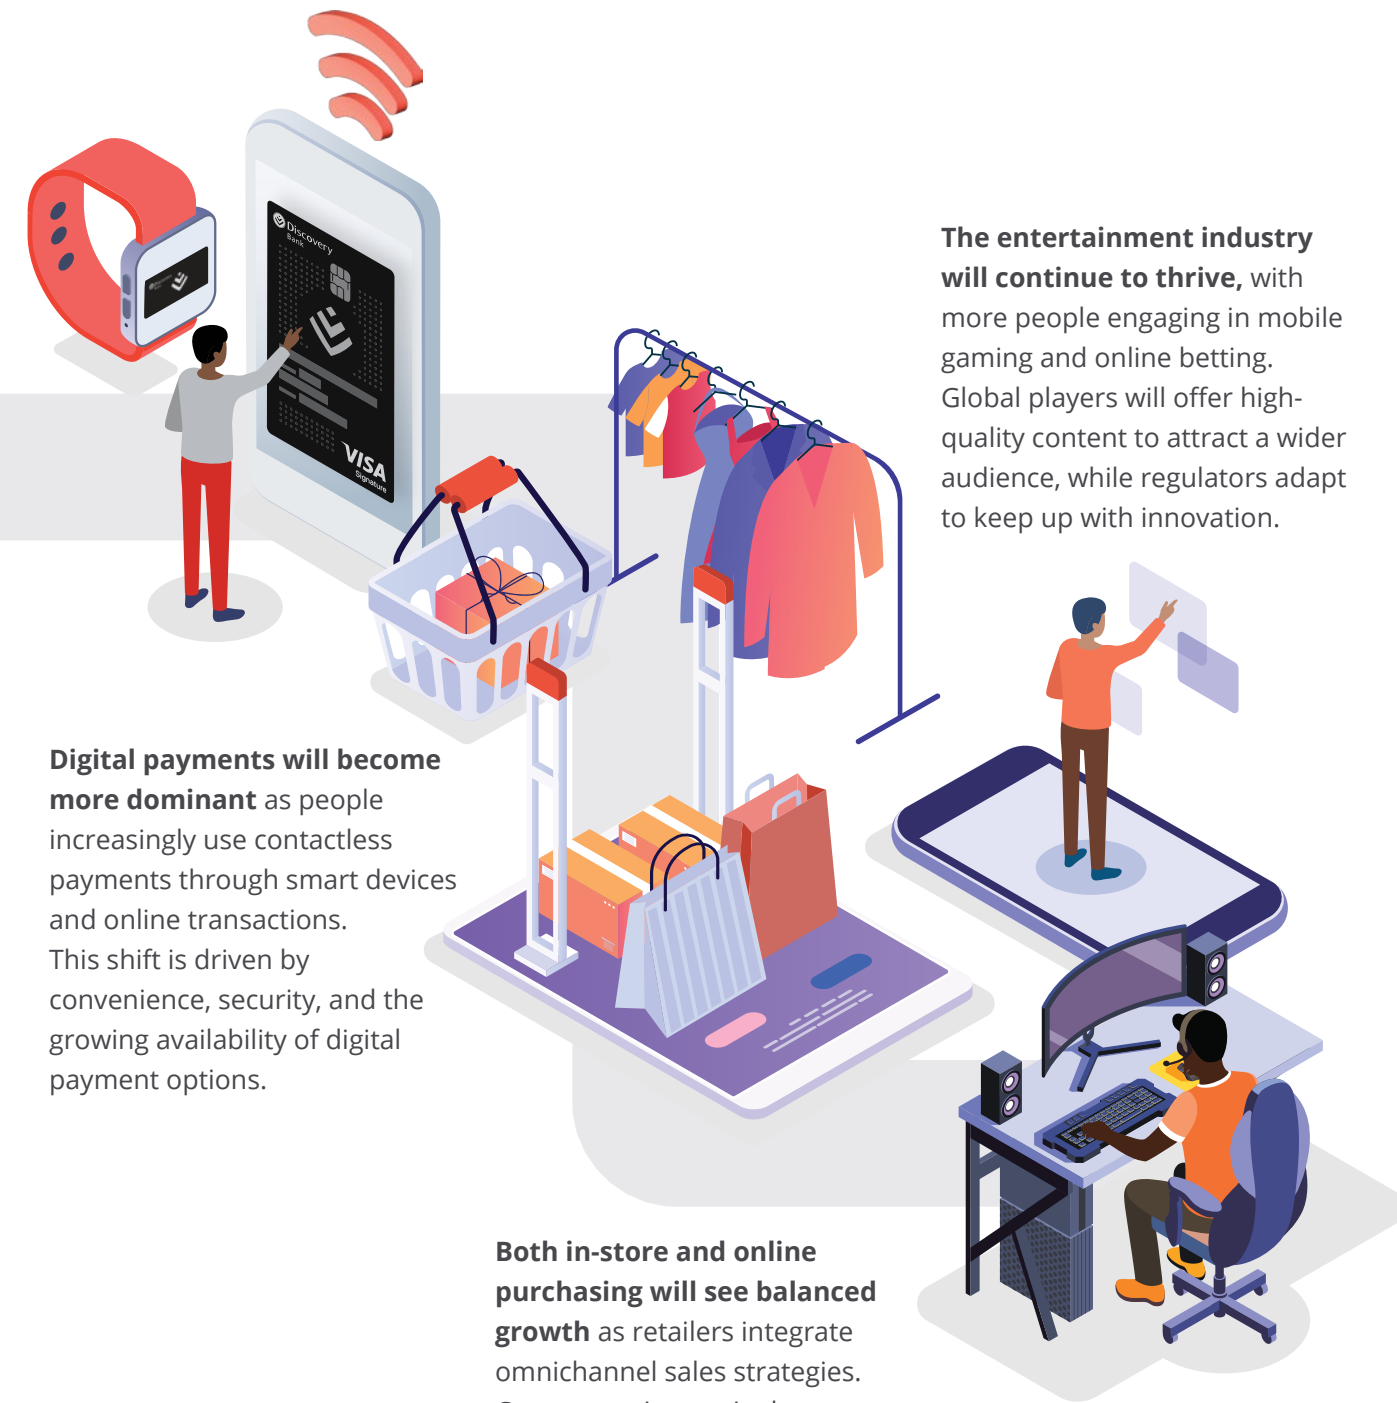 Discovery
Bank
VISA
Signature
The entertainment industry
will continue to thrive, with
more people engaging in mobile
gaming and online betting.
Global players will offer high-
quality content to attract a wider
audience, while regulators adapt
to keep up with innovation.
Digital payments will become
more dominant as people
increasingly use contactless
payments through smart devices
and online transactions.
This shift is driven by
convenience, security, and the
growing availability of digital
payment options.
Both in-store and online
purchasing will see balanced
growth as retailers integrate
omnichannel sales strategies.